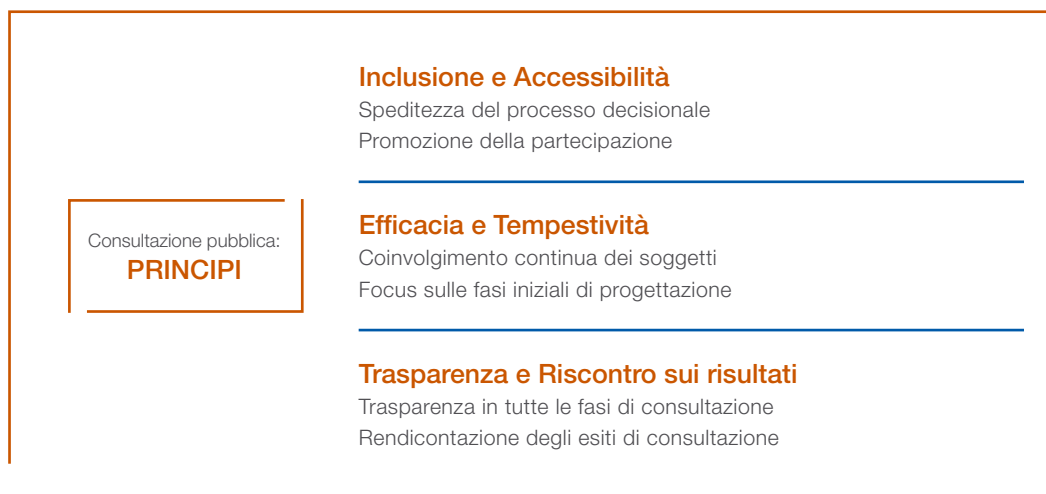 Inclusione e Accessibilità
Speditezza del processo decisionale
Promozione della partecipazione
Consultazione pubblica:
PRINCIPI
Efficacia e Tempestività
Coinvolgimento continua dei soggetti
Focus sulle fasi iniziali di progettazione
Trasparenza e Riscontro sui risultati
Trasparenza in tutte le fasi di consultazione
Rendicontazione degli esiti di consultazione